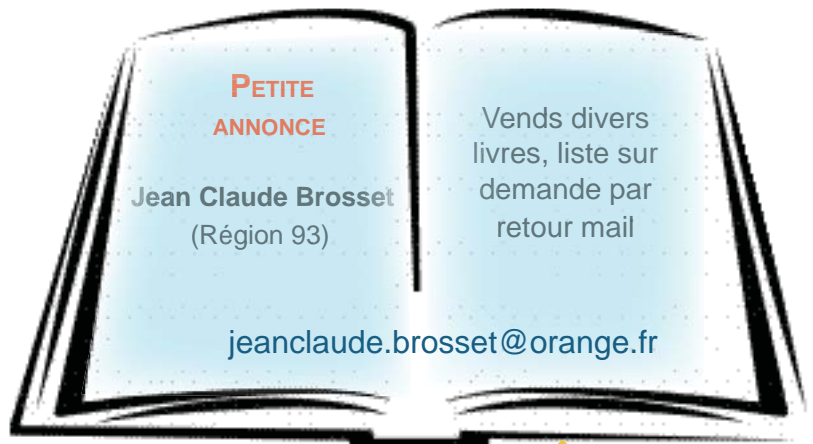 PETITE
ANNONCE
Jean Claude Brosset
(Région 93)
Vends divers
livres, liste sur
demande par
retour mail
jeanclaude.brosset@orange.fr